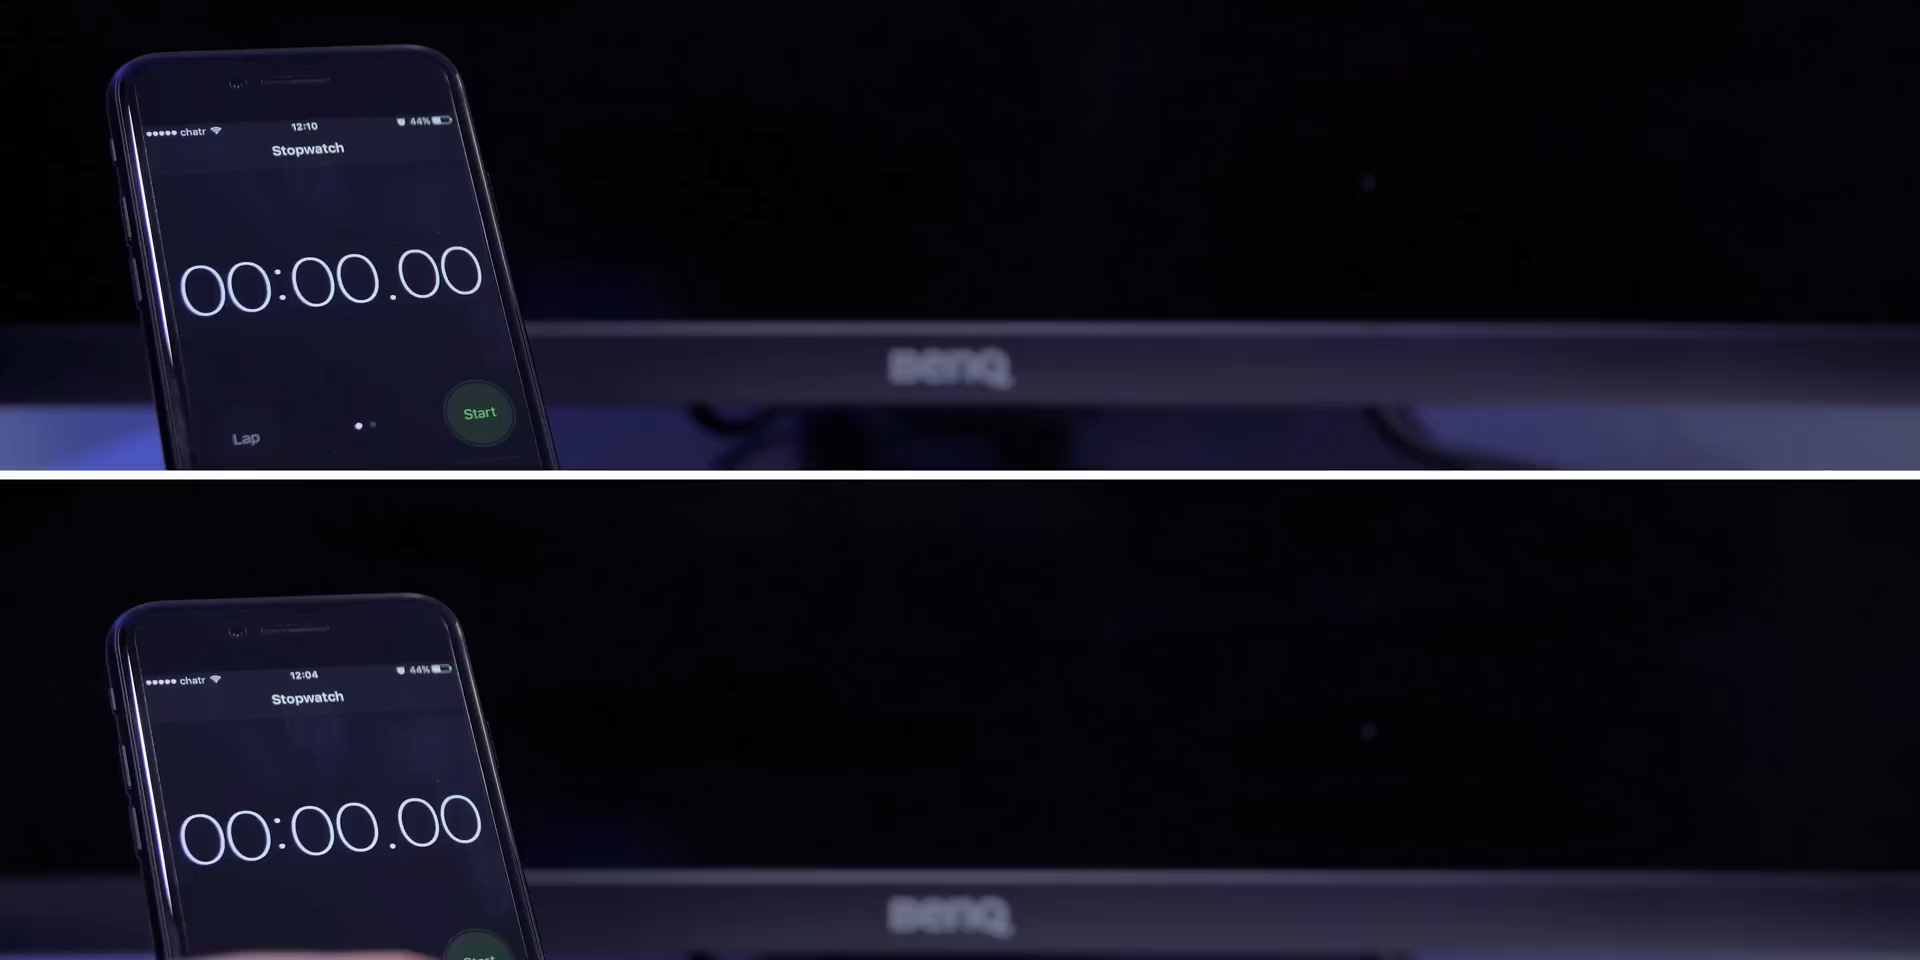 chatr 12:10 44%
Stopwatch
00:00.00
Lap Start
BenQ
chatr 12:04 44%
Stopwatch
00:00.00
Start
BenQ